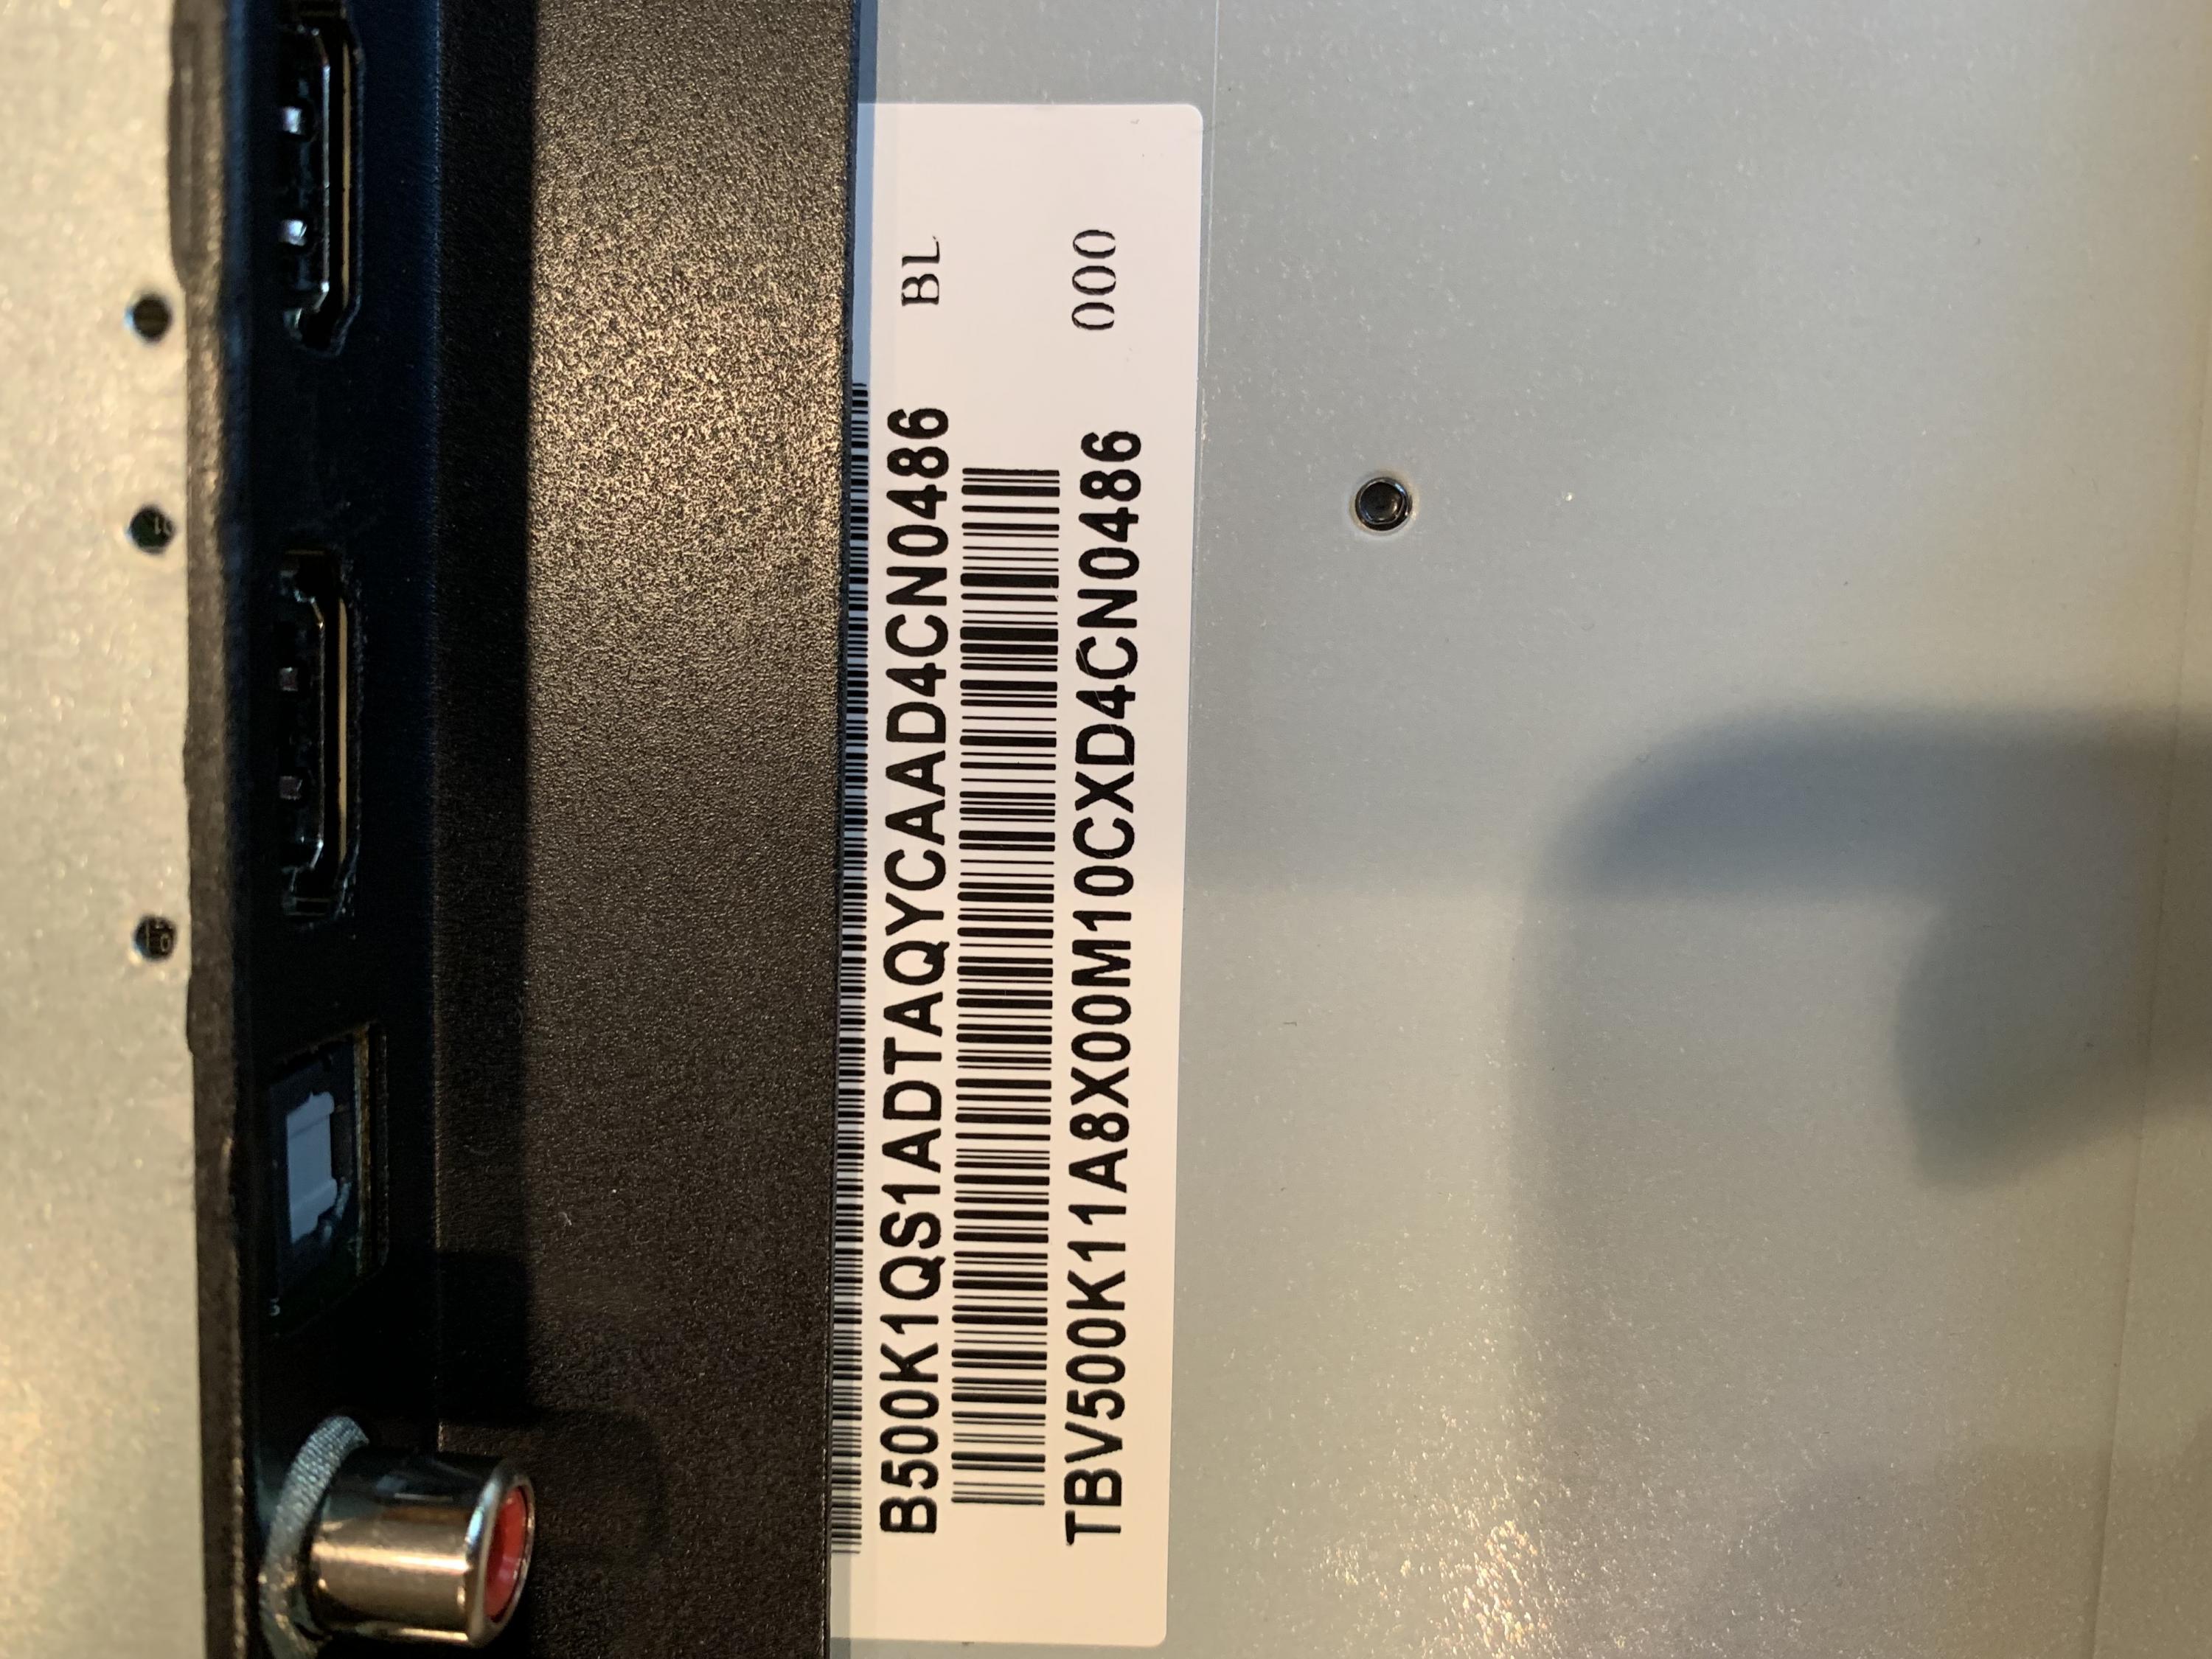 B500K1QS1ADTAQYCAAD4CN0486 BL
TBV500K11A8X00M10CXD4CN0486 000